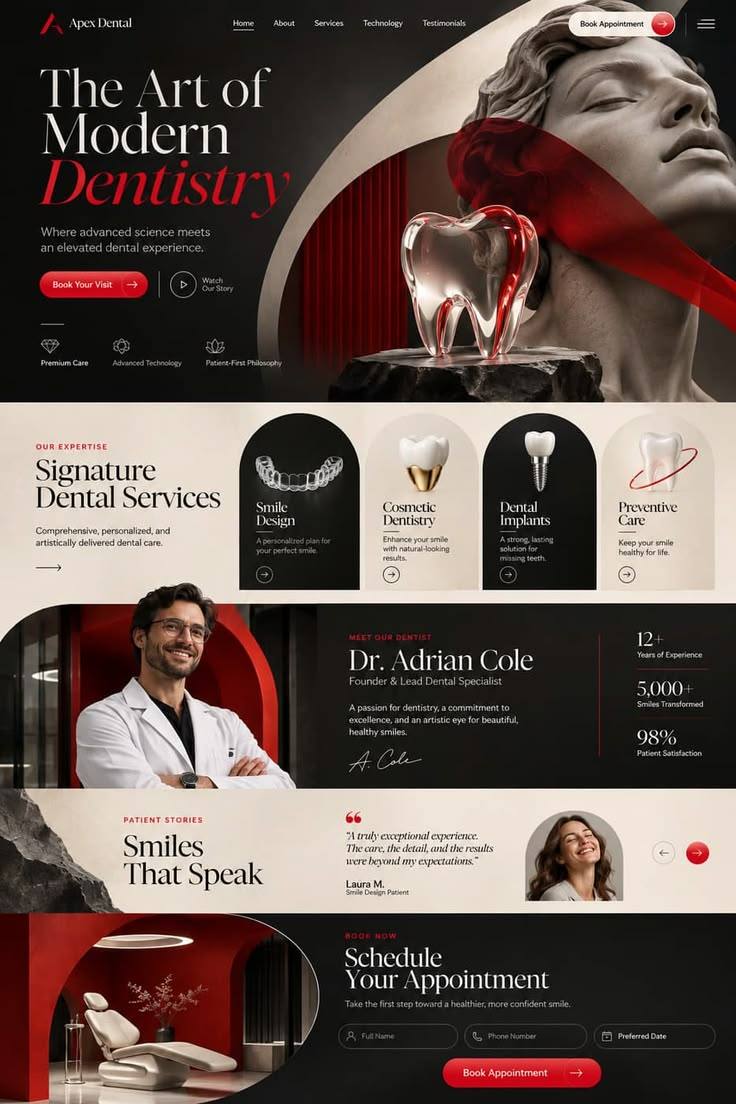 Apex Dental
Home
About
Services
Technology
Testimonials
Book Appointment
The Art of
Modern
Dentistry
Where advanced science meets
an elevated dental experience.
Book Your Visit
Watch
Our Story
Premium Care
Advanced Technology
Patient-First Philosophy
OUR EXPERTISE
Signature
Dental Services
Comprehensive, personalized, and
artistically delivered dental care.
Smile
Design
A personalized plan for
your perfect smile.
Cosmetic
Dentistry
Enhance your smile
with natural-looking
results.
Dental
Implants
A strong, lasting
solution for
missing teeth.
Preventive
Care
Keep your smile
healthy for life.
MEET OUR DENTIST
Dr. Adrian Cole
Founder & Lead Dental Specialist
A passion for dentistry, a commitment to
excellence, and an artistic eye for beautiful,
healthy smiles.
A. Cole
12+
Years of Experience
5,000+
Smiles Transformed
98%
Patient Satisfaction
PATIENT STORIES
Smiles
That Speak
“A truly exceptional experience.
The care, the detail, and the results
were beyond my expectations.”
Laura M.
Smile Design Patient
BOOK NOW
Schedule
Your Appointment
Take the first step toward a healthier, more confident smile.
Full Name
Phone Number
Preferred Date
Book Appointment